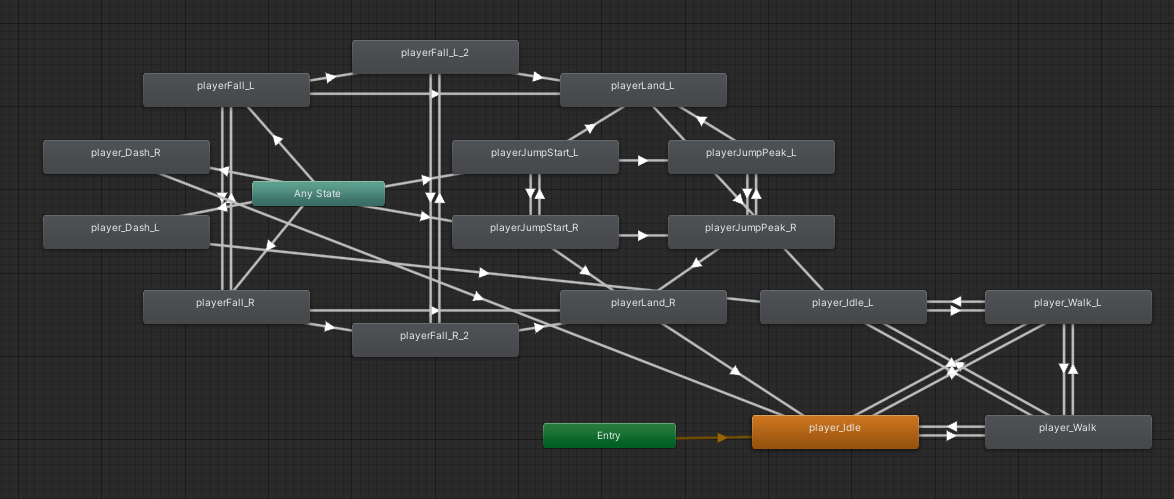 playerFall_L_2
playerFall_L
playerLand_L
player_Dash_R
playerJumpStart_L
playerJumpPeak_L
Any State
player_Dash_L
playerJumpStart_R
playerJumpPeak_R
playerFall_R
playerLand_R
player_Idle_L
player_Walk_L
playerFall_R_2
Entry
player_Idle
player_Walk